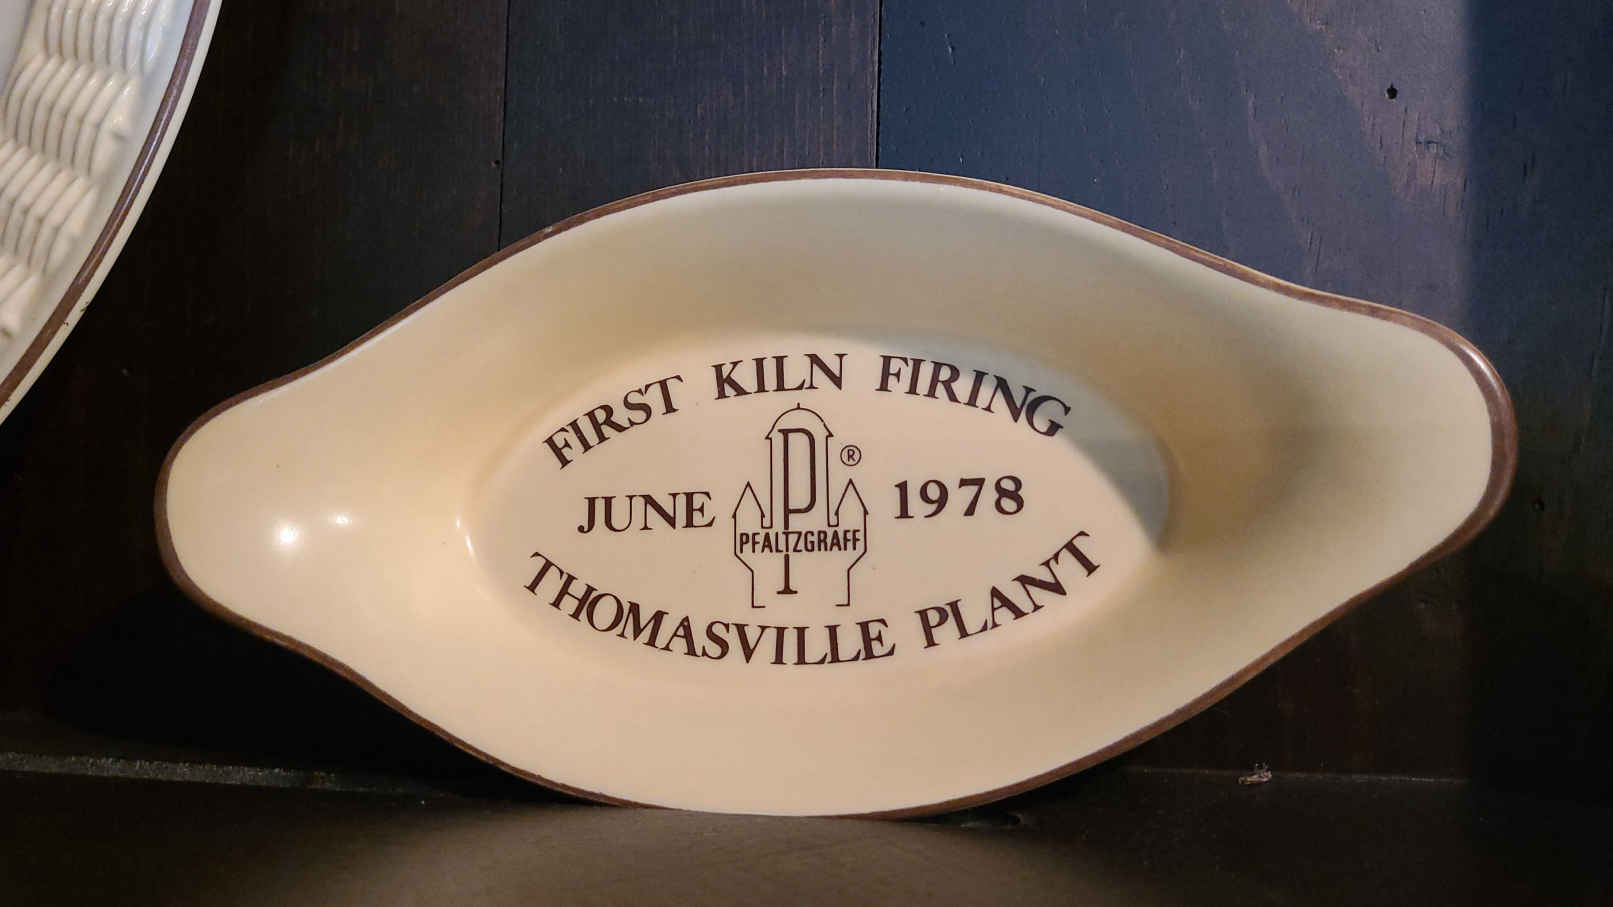 FIRST KILN FIRING
JUNE 1978
P ®
PFALTZGRAFF
THOMASVILLE PLANT